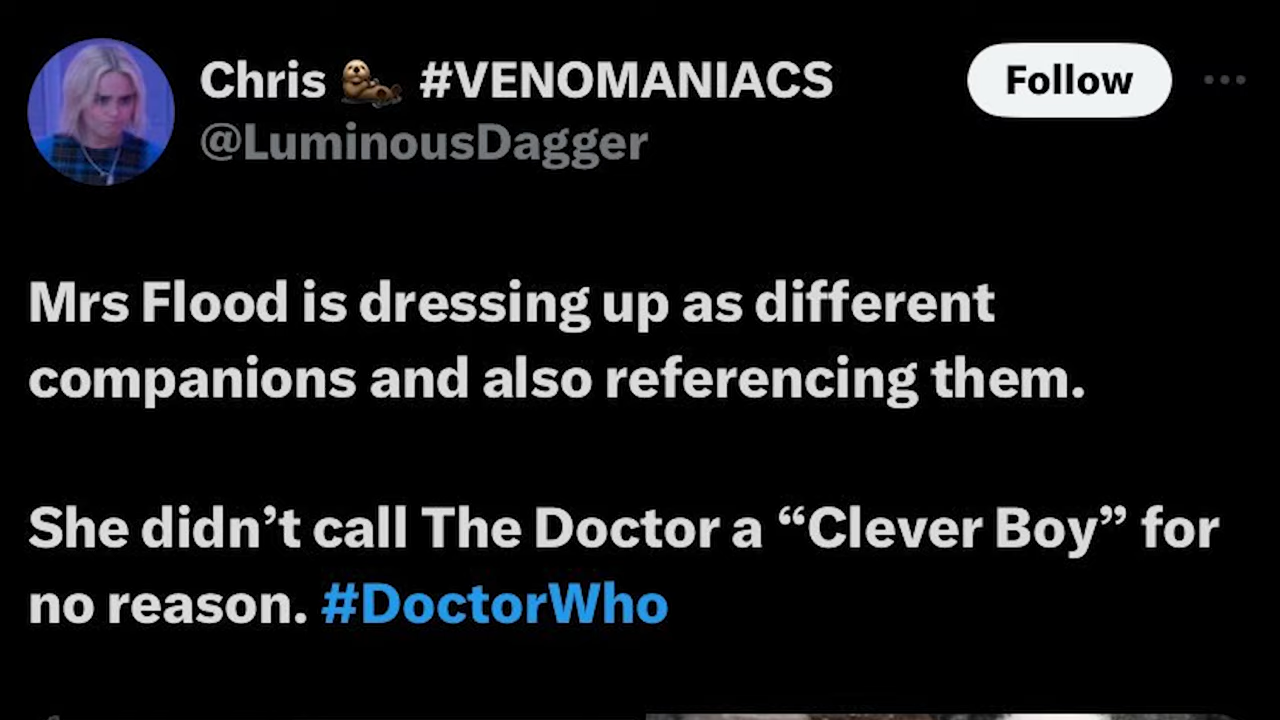 Chris 🦦 #VENOMANIACS
Follow
@LuminousDagger
Mrs Flood is dressing up as different
companions and also referencing them.
She didn’t call The Doctor a “Clever Boy” for
no reason. #DoctorWho